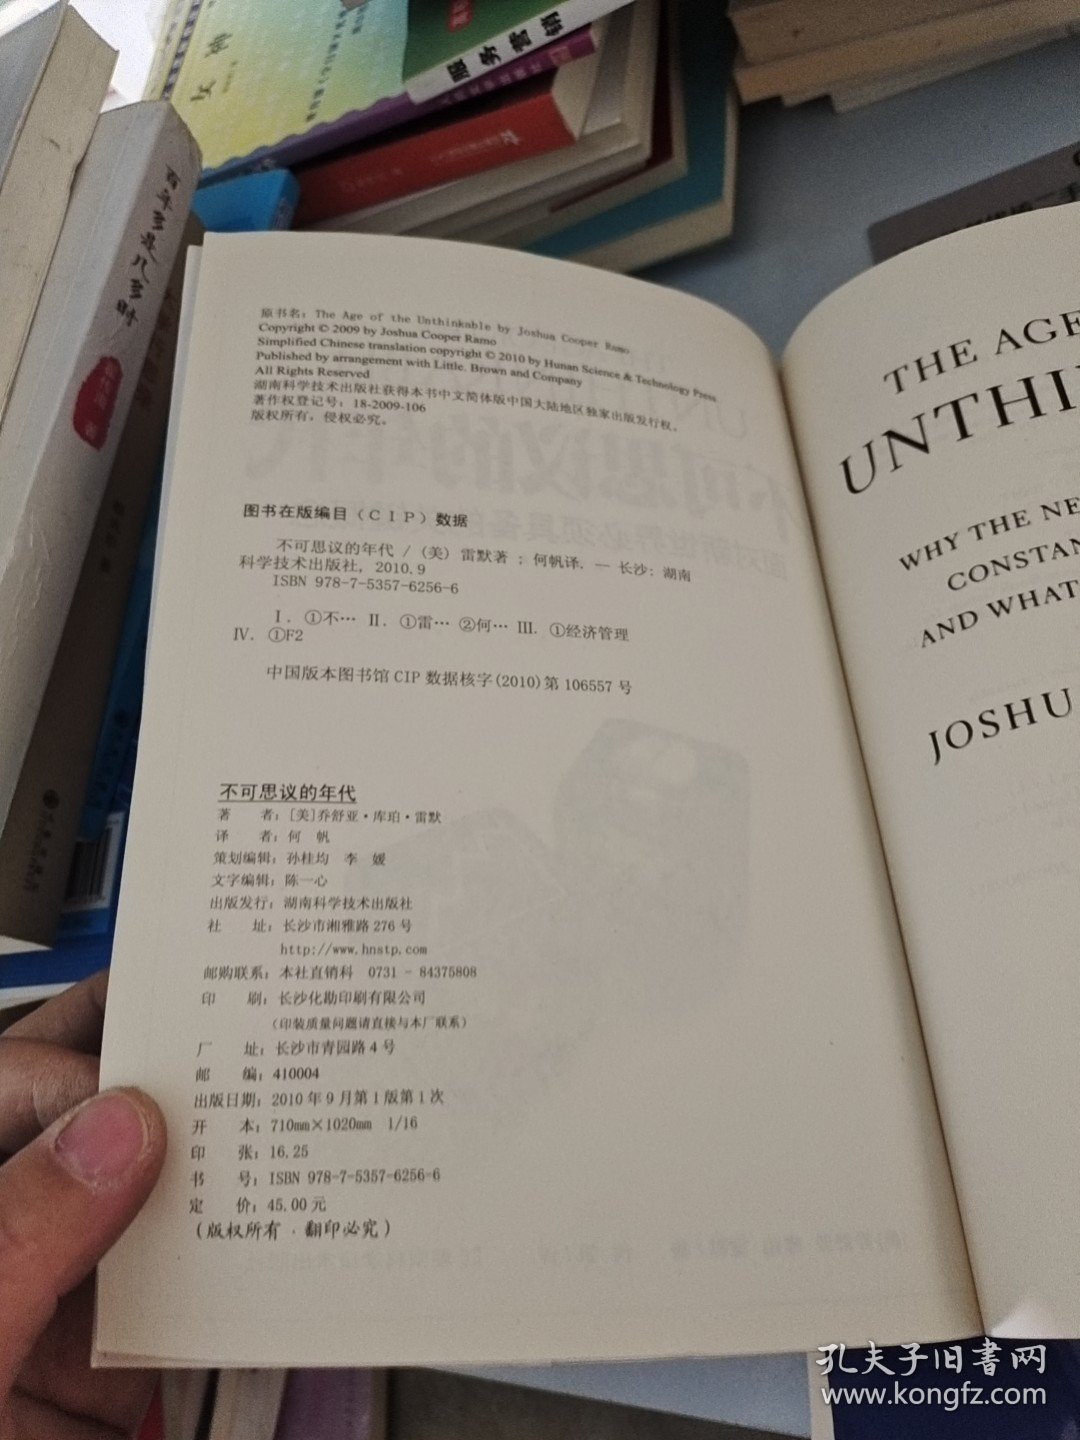 服务营销
百年多是几多时
原书名：The Age of the Unthinkable by Joshua Cooper Ramo
Copyright © 2009 by Joshua Cooper Ramo
Simplified Chinese translation copyright © 2010 by Hunan Science & Technology Press
Published by arrangement with Little. Brown and Company
All Rights Reserved
湖南科学技术出版社获得本书中文简体版中国大陆地区独家出版发行权。
著作权登记号：18-2009-106
版权所有，侵权必究。
图书在版编目（CIP）数据
不可思议的年代 / （美）雷默著 ；何帆译. — 长沙：湖南
科学技术出版社，2010.9
ISBN 978-7-5357-6256-6
Ⅰ. ①不… Ⅱ. ①雷… ②何… Ⅲ. ①经济管理
Ⅳ. ①F2
中国版本图书馆 CIP 数据核字(2010)第 106557 号
不可思议的年代
著 者：[美]乔舒亚·库珀·雷默
译 者：何 帆
策划编辑：孙桂均 李 媛
文字编辑：陈一心
出版发行：湖南科学技术出版社
社 址：长沙市湘雅路 276 号
http://www.hnstp.com
邮购联系：本社直销科 0731 - 84375808
印 刷：长沙化勘印刷有限公司
（印装质量问题请直接与本厂联系）
厂 址：长沙市青园路 4 号
邮 编：410004
出版日期：2010 年 9 月第 1 版第 1 次
开 本：710mm×1020mm 1/16
印 张：16.25
书 号：ISBN 978-7-5357-6256-6
定 价：45.00 元
（版权所有·翻印必究）
THE AGE
UNTHI
WHY THE NE
CONSTAN
AND WHAT
JOSHU
孔夫子旧書网
www.kongfz.com